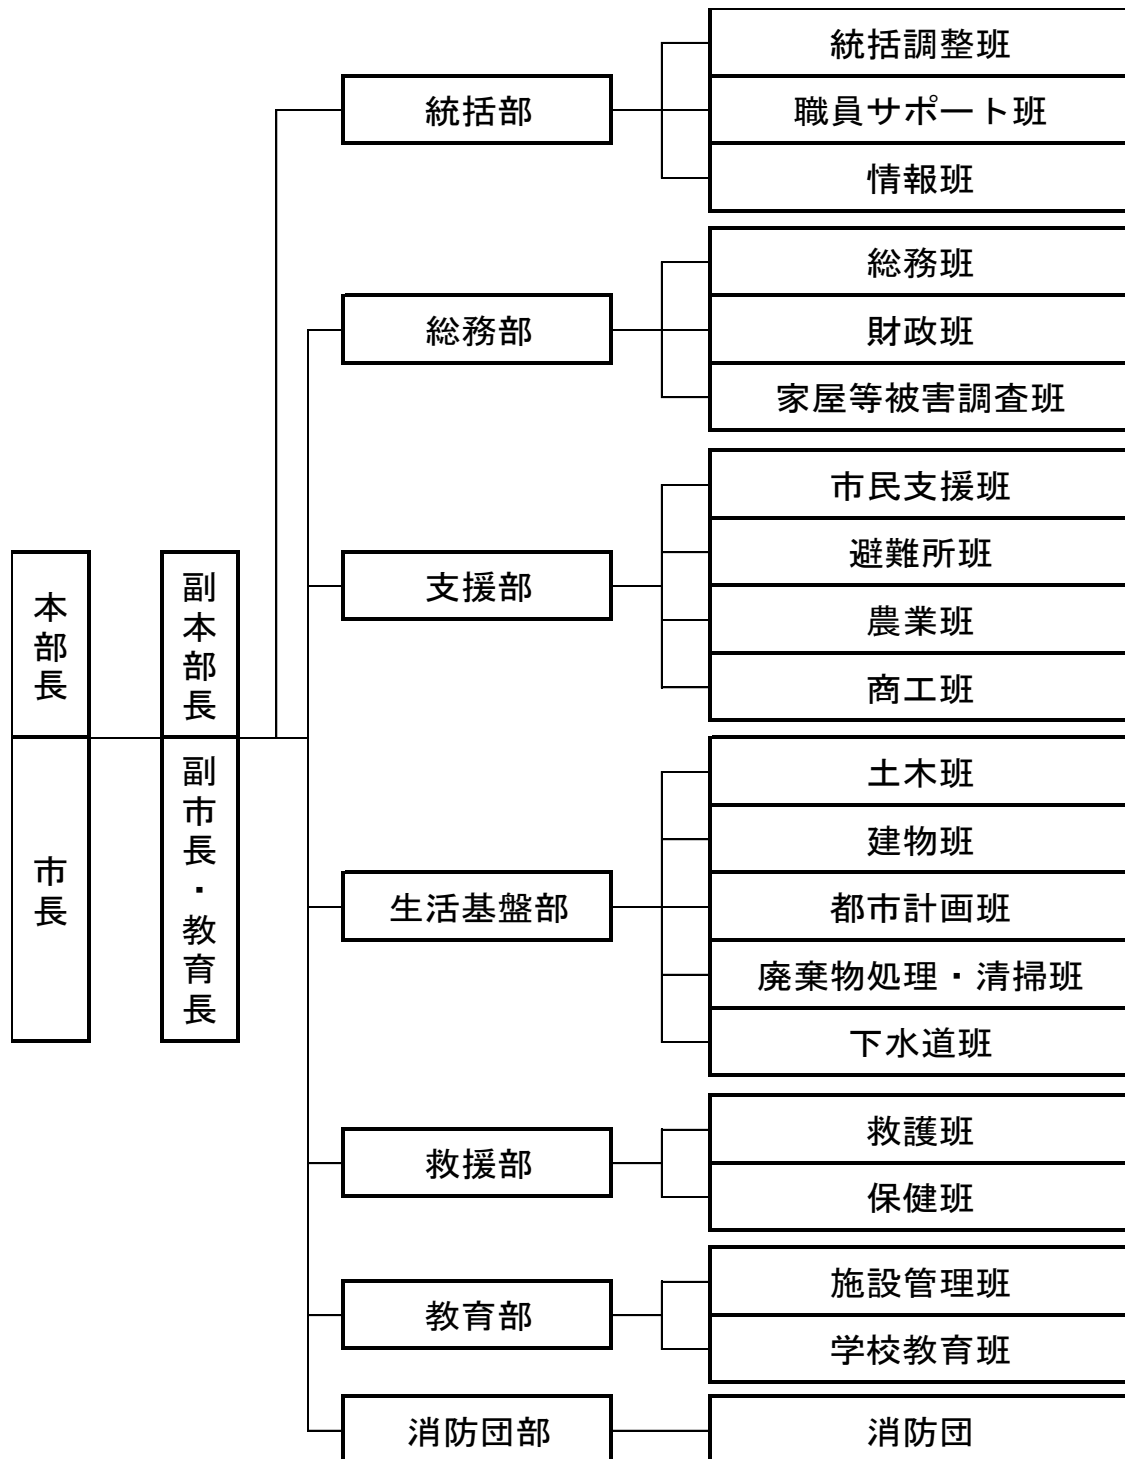 本部長
市長
副本部長
副市長・教育長
統括部
統括調整班
職員サポート班
情報班
総務部
総務班
財政班
家屋等被害調査班
支援部
市民支援班
避難所班
農業班
商工班
生活基盤部
土木班
建物班
都市計画班
廃棄物処理・清掃班
下水道班
救援部
救護班
保健班
教育部
施設管理班
学校教育班
消防団部
消防団